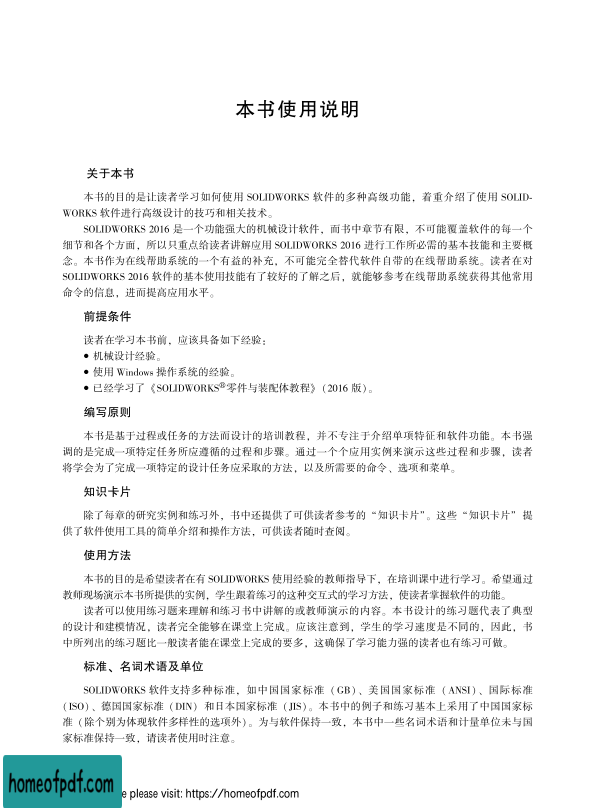 本书使用说明
关于本书
本书的目的是让读者学习如何使用 SOLIDWORKS 软件的多种高级功能，着重介绍了使用 SOLID-
WORKS 软件进行高级设计的技巧和相关技术。
SOLIDWORKS 2016 是一个功能强大的机械设计软件，而书中章节有限，不可能覆盖软件的每一个
细节和各个方面，所以只重点给读者讲解应用 SOLIDWORKS 2016 进行工作所必需的基本技能和主要概
念。本书作为在线帮助系统的一个有益的补充，不可能完全替代软件自带的在线帮助系统。读者在对
SOLIDWORKS 2016 软件的基本使用技能有了较好的了解之后，就能够参考在线帮助系统获得其他常用
命令的信息，进而提高应用水平。
前提条件
读者在学习本书前，应该具备如下经验：
● 机械设计经验。
● 使用 Windows 操作系统的经验。
● 已经学习了《SOLIDWORKS®零件与装配体教程》（2016 版）。
编写原则
本书是基于过程或任务的方法而设计的培训教程，并不专注于介绍单项特征和软件功能。本书强
调的是完成一项特定任务所应遵循的过程和步骤。通过一个个应用实例来演示这些过程和步骤，读者
将学会为了完成一项特定的设计任务应采取的方法，以及所需要的命令、选项和菜单。
知识卡片
除了每章的研究实例和练习外，书中还提供了可供读者参考的“知识卡片”。这些“知识卡片”提
供了软件使用工具的简单介绍和操作方法，可供读者随时查阅。
使用方法
本书的目的是希望读者在有 SOLIDWORKS 使用经验的教师指导下，在培训课中进行学习。希望通过
教师现场演示本书所提供的实例，学生跟着练习的这种交互式的学习方法，使读者掌握软件的功能。
读者可以使用练习题来理解和练习书中讲解的或教师演示的内容。本书设计的练习题代表了典型
的设计和建模情况，读者完全能够在课堂上完成。应该注意到，学生的学习速度是不同的，因此，书
中所列出的练习题比一般读者能在课堂上完成的要多，这确保了学习能力强的读者也有练习可做。
标准、名词术语及单位
SOLIDWORKS 软件支持多种标准，如中国国家标准（GB）、美国国家标准（ANSI）、国际标准
（ISO）、德国国家标准（DIN）和日本国家标准（JIS）。本书中的例子和练习基本上采用了中国国家标
准（除个别为体现软件多样性的选项外）。为与软件保持一致，本书中一些名词术语和计量单位未与国
家标准保持一致，请读者使用时注意。
homeofpdf.com
e please visit: https://homeofpdf.com